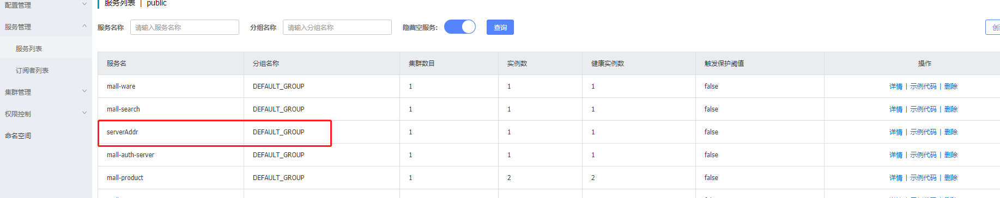 配置管理
服务列表 | public
服务管理
服务名称 请输入服务名称 分组名称 请输入分组名称 隐藏空服务: 查询
服务列表
订阅者列表
集群管理
权限控制
命名空间
服务名 分组名称 集群数目 实例数 健康实例数 触发保护阈值 操作
mall-ware DEFAULT_GROUP 1 1 1 false 详情 | 示例代码 | 删除
mall-search DEFAULT_GROUP 1 1 1 false 详情 | 示例代码 | 删除
serverAddr DEFAULT_GROUP 1 1 1 false 详情 | 示例代码 | 删除
mall-auth-server DEFAULT_GROUP 1 1 1 false 详情 | 示例代码 | 删除
mall-product DEFAULT_GROUP 1 2 2 false 详情 | 示例代码 | 删除